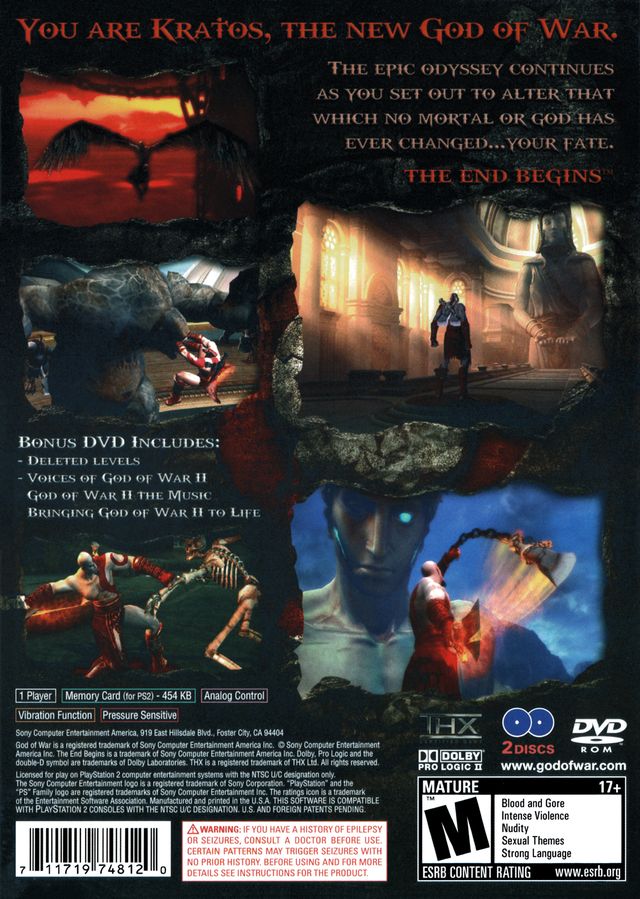 YOU ARE KRATOS, THE NEW GOD OF WAR.
THE EPIC ODYSSEY CONTINUES
AS YOU SET OUT TO ALTER THAT
WHICH NO MORTAL OR GOD HAS
EVER CHANGED...YOUR FATE.
THE END BEGINS™
BONUS DVD INCLUDES:
- DELETED LEVELS
- VOICES OF GOD OF WAR II
GOD OF WAR II THE MUSIC
BRINGING GOD OF WAR II TO LIFE
1 Player
Memory Card (for PS2) - 454 KB
Analog Control
Vibration Function
Pressure Sensitive
Sony Computer Entertainment America, 919 East Hillsdale Blvd., Foster City, CA 94404
God of War is a registered trademark of Sony Computer Entertainment America Inc. © Sony Computer Entertainment
America Inc. The End Begins is a trademark of Sony Computer Entertainment America Inc. Dolby, Pro Logic and the
double-D symbol are trademarks of Dolby Laboratories. THX is a registered trademark of THX Ltd. All rights reserved.
Licensed for play on PlayStation 2 computer entertainment systems with the NTSC U/C designation only.
The Sony Computer Entertainment logo is a registered trademark of Sony Corporation. "PlayStation" and the
"PS" Family logo are registered trademarks of Sony Computer Entertainment Inc. The ratings icon is a trademark
of the Entertainment Software Association. Manufactured and printed in the U.S.A. THIS SOFTWARE IS COMPATIBLE
WITH PLAYSTATION 2 CONSOLES WITH THE NTSC U/C DESIGNATION. U.S. AND FOREIGN PATENTS PENDING.
THX
2 DISCS
DVD
ROM
DOLBY
PRO LOGIC II
www.godofwar.com
MATURE 17+
M
™
Blood and Gore
Intense Violence
Nudity
Sexual Themes
Strong Language
ESRB CONTENT RATING www.esrb.org
7 11719 74812 0
WARNING: IF YOU HAVE A HISTORY OF EPILEPSY
OR SEIZURES, CONSULT A DOCTOR BEFORE USE.
CERTAIN PATTERNS MAY TRIGGER SEIZURES WITH
NO PRIOR HISTORY. BEFORE USING AND FOR MORE
DETAILS SEE INSTRUCTIONS FOR THE PRODUCT.